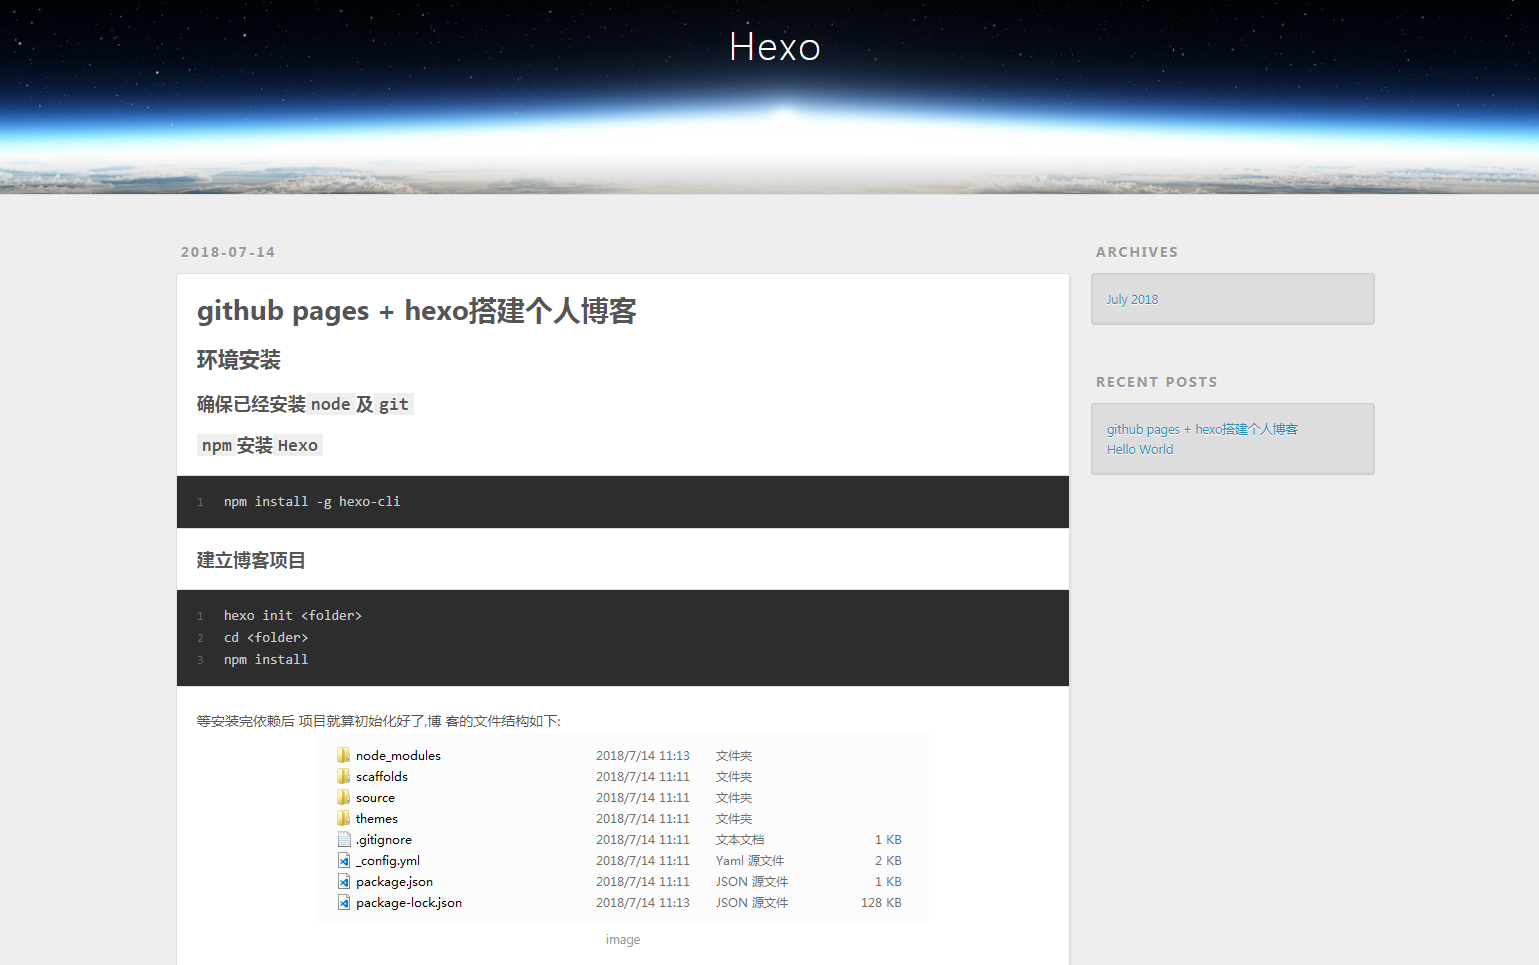 Hexo
2018-07-14
github pages + hexo搭建个人博客
环境安装
确保已经安装 node 及 git
npm 安装 Hexo
1 npm install -g hexo-cli
建立博客项目
1 hexo init <folder>
2 cd <folder>
3 npm install
等安装完依赖后 项目就算初始化好了,博 客的文件结构如下:
node_modules 2018/7/14 11:13 文件夹
scaffolds 2018/7/14 11:11 文件夹
source 2018/7/14 11:11 文件夹
themes 2018/7/14 11:11 文件夹
.gitignore 2018/7/14 11:11 文本文档 1 KB
_config.yml 2018/7/14 11:11 Yaml 源文件 2 KB
package.json 2018/7/14 11:11 JSON 源文件 1 KB
package-lock.json 2018/7/14 11:13 JSON 源文件 128 KB
image
ARCHIVES
July 2018
RECENT POSTS
github pages + hexo搭建个人博客
Hello World